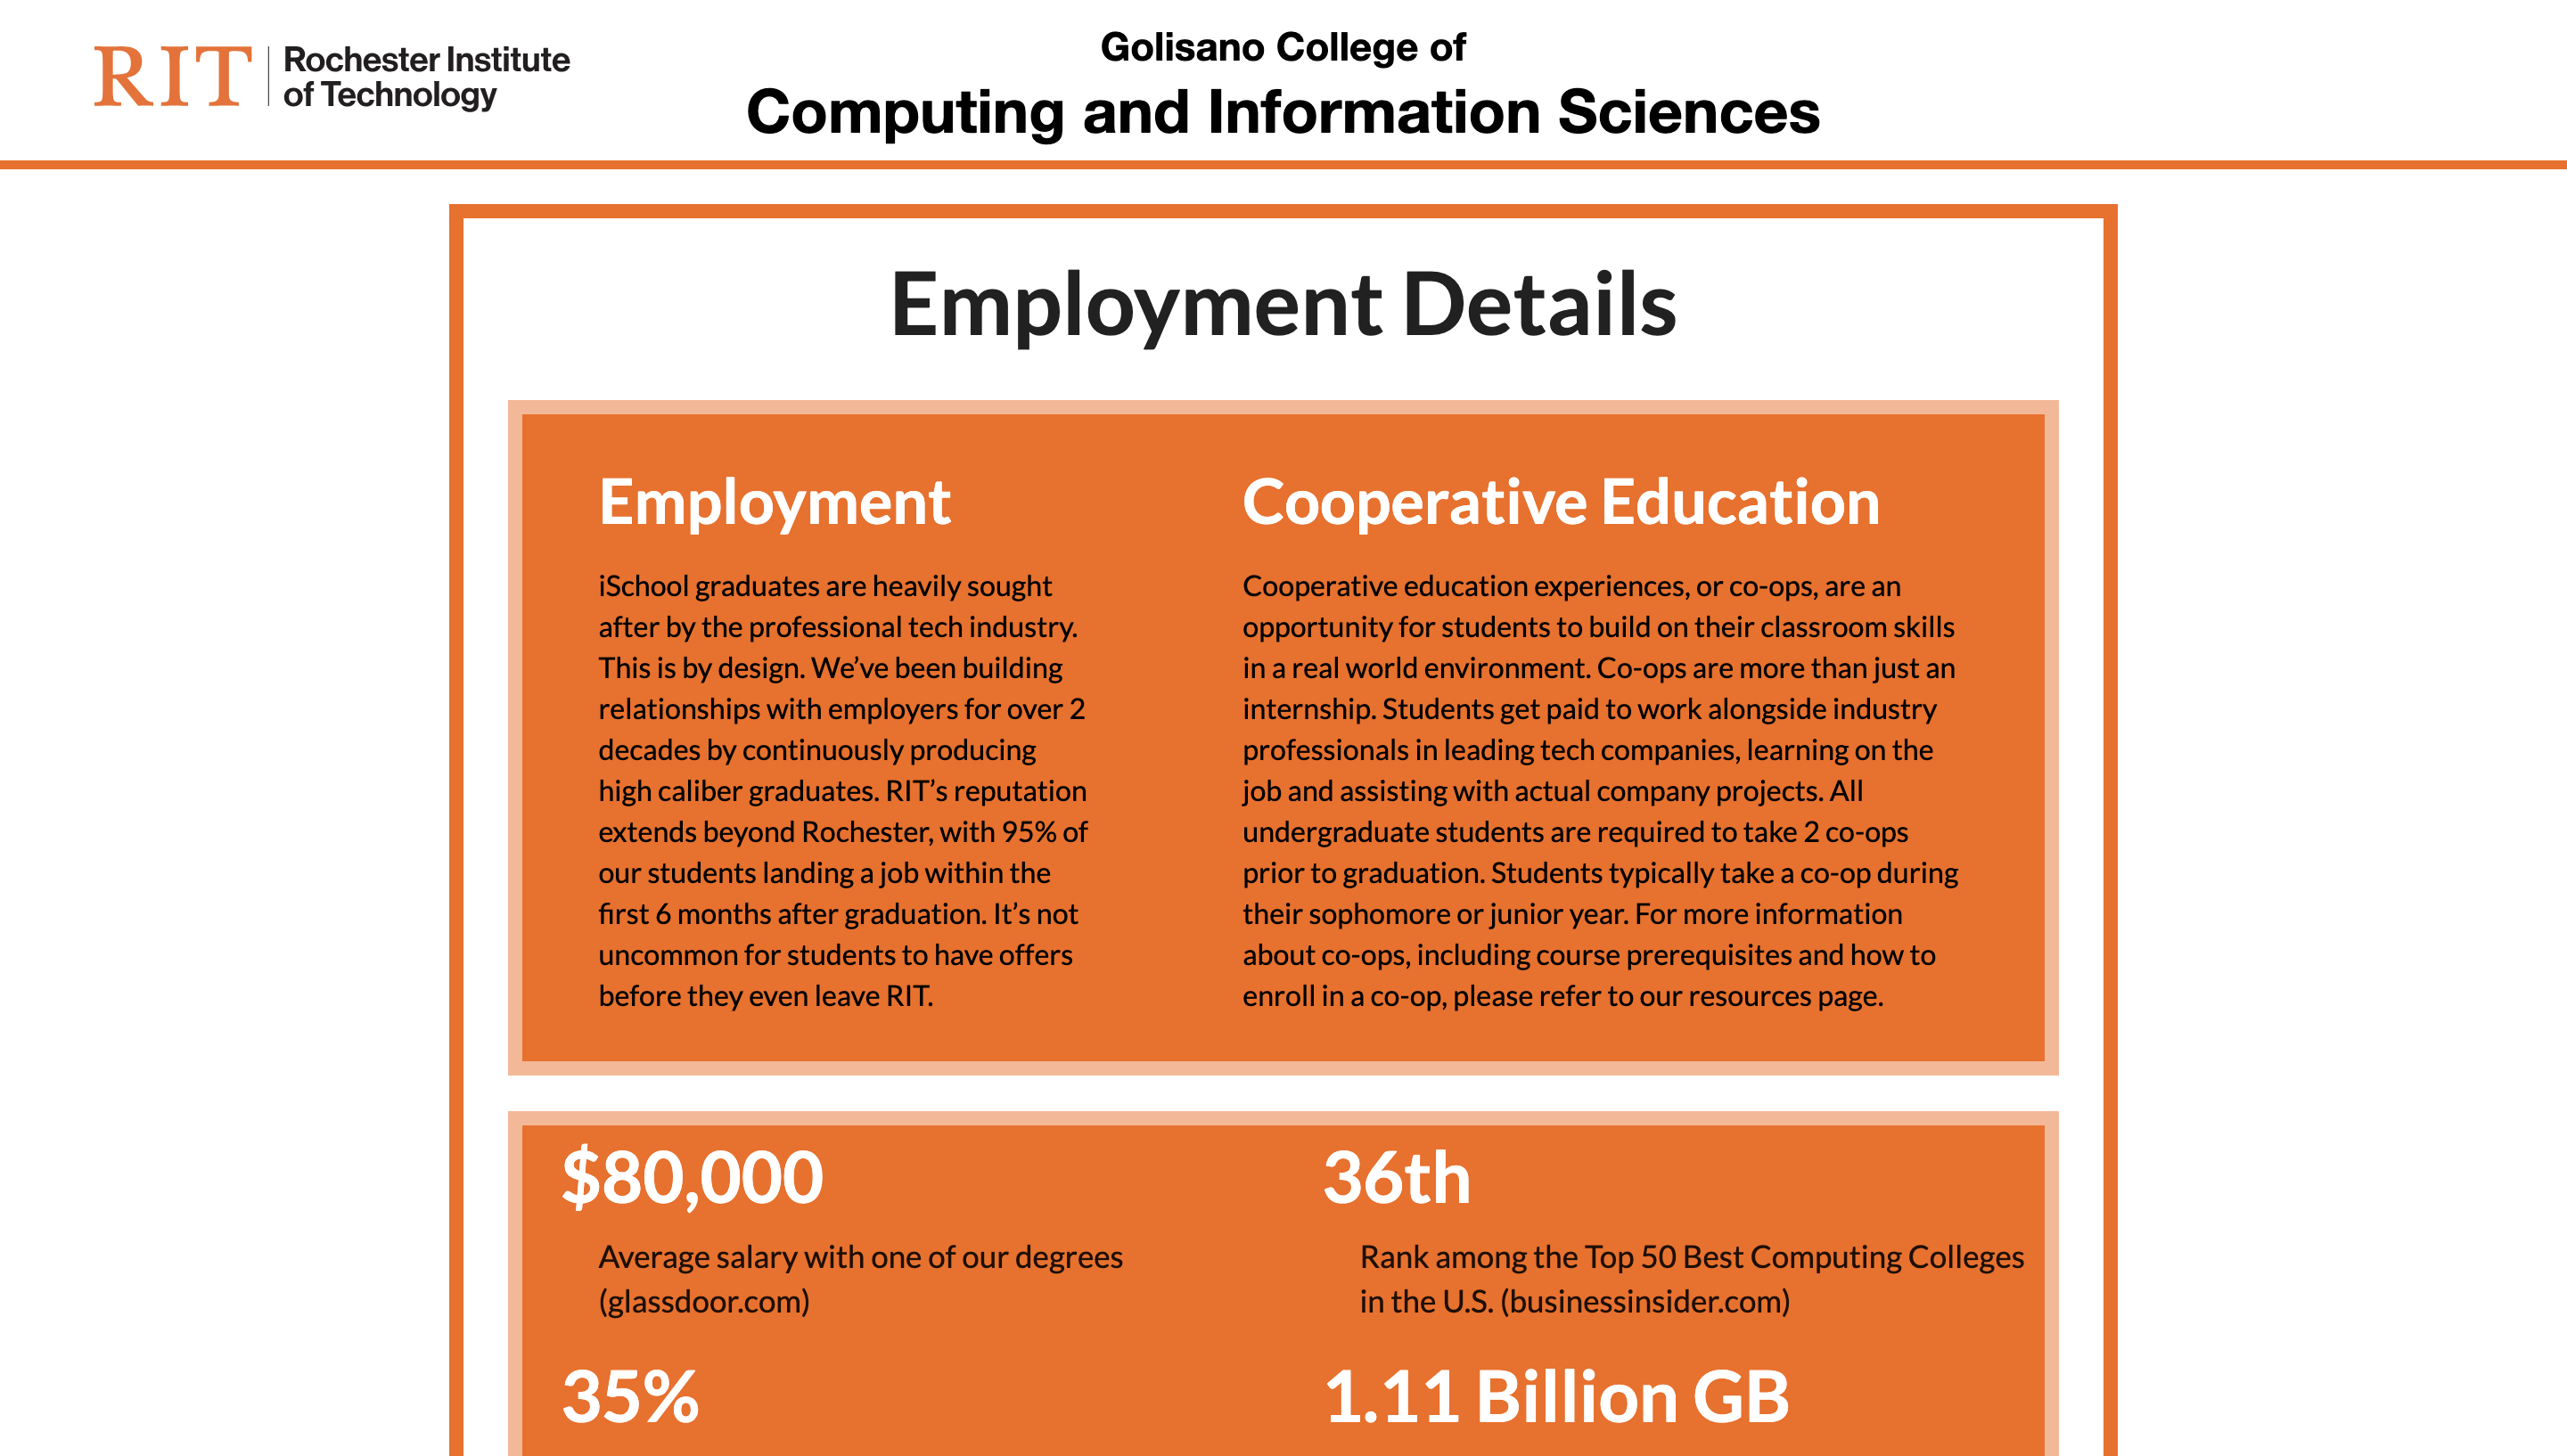 RIT
Rochester Institute
of Technology
Golisano College of
Computing and Information Sciences
Employment Details
Employment
iSchool graduates are heavily sought
after by the professional tech industry.
This is by design. We’ve been building
relationships with employers for over 2
decades by continuously producing
high caliber graduates. RIT’s reputation
extends beyond Rochester, with 95% of
our students landing a job within the
first 6 months after graduation. It’s not
uncommon for students to have offers
before they even leave RIT.
Cooperative Education
Cooperative education experiences, or co-ops, are an
opportunity for students to build on their classroom skills
in a real world environment. Co-ops are more than just an
internship. Students get paid to work alongside industry
professionals in leading tech companies, learning on the
job and assisting with actual company projects. All
undergraduate students are required to take 2 co-ops
prior to graduation. Students typically take a co-op during
their sophomore or junior year. For more information
about co-ops, including course prerequisites and how to
enroll in a co-op, please refer to our resources page.
$80,000
Average salary with one of our degrees
(glassdoor.com)
36th
Rank among the Top 50 Best Computing Colleges
in the U.S. (businessinsider.com)
35%
1.11 Billion GB